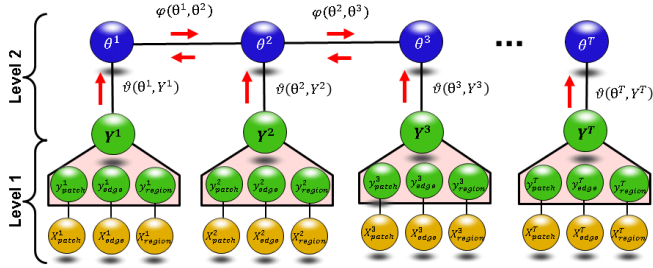 φ(θ¹,θ²) φ(θ²,θ³)
Level 2
θ¹ θ² θ³ ... θᵀ
ϑ(θ¹,Y¹) ϑ(θ²,Y²) ϑ(θ³,Y³) ϑ(θᵀ,Yᵀ)
Y¹ Y² Y³ Yᵀ
Level 1
y¹patch y¹edge y¹region y²patch y²edge y²region y³patch y³edge y³region yᵀpatch yᵀedge yᵀregion
X¹patch X¹edge X¹region X²patch X²edge X²region X³patch X³edge X³region Xᵀpatch Xᵀedge Xᵀregion